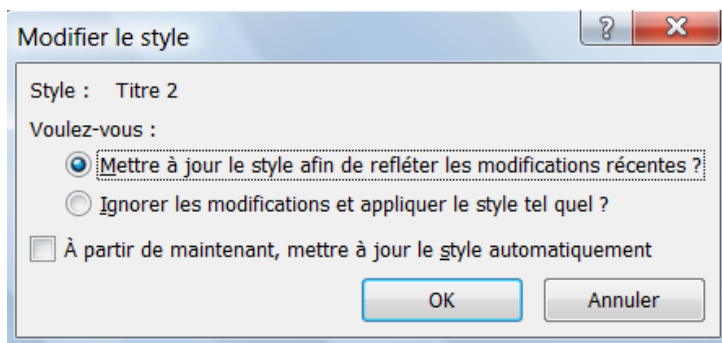 Modifier le style
Style : Titre 2
Voulez-vous :
Mettre à jour le style afin de refléter les modifications récentes ?
Ignorer les modifications et appliquer le style tel quel ?
À partir de maintenant, mettre à jour le style automatiquement
OK Annuler